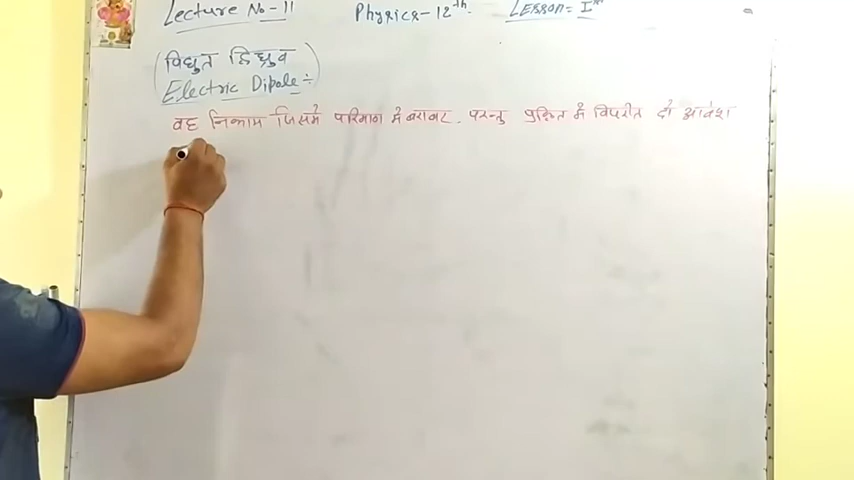 Lecture No-11 Physics-12th. Lesson= Ist
(विद्युत द्विध्रुव
Electric Dipole :-)
वह निकाय जिसमे परिमाण मे बराबर. परन्तु प्रकृति मे विपरीत दो आवेश